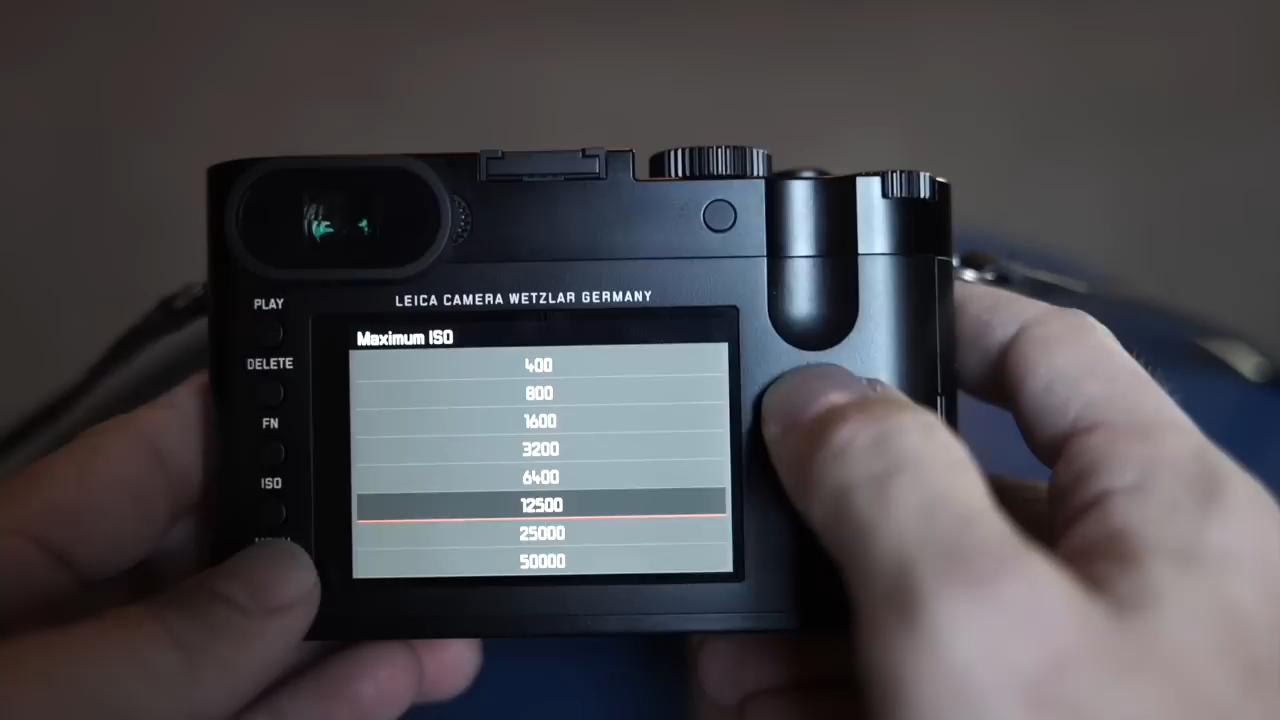 PLAY
LEICA CAMERA WETZLAR GERMANY
DELETE
FN
ISO
Maximum ISO
400
800
1600
3200
6400
12500
25000
50000